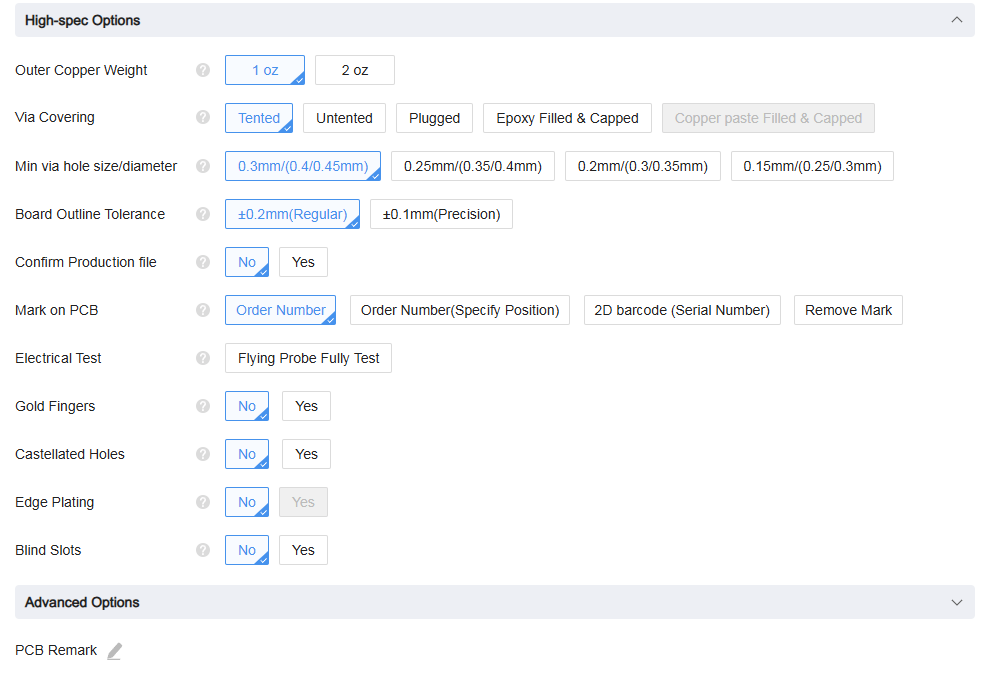 High-spec Options
Outer Copper Weight ? 1 oz 2 oz
Via Covering ? Tented Untented Plugged Epoxy Filled & Capped Copper paste Filled & Capped
Min via hole size/diameter ? 0.3mm/(0.4/0.45mm) 0.25mm/(0.35/0.4mm) 0.2mm/(0.3/0.35mm) 0.15mm/(0.25/0.3mm)
Board Outline Tolerance ? ±0.2mm(Regular) ±0.1mm(Precision)
Confirm Production file ? No Yes
Mark on PCB ? Order Number Order Number(Specify Position) 2D barcode (Serial Number) Remove Mark
Electrical Test ? Flying Probe Fully Test
Gold Fingers ? No Yes
Castellated Holes ? No Yes
Edge Plating ? No Yes
Blind Slots ? No Yes
Advanced Options
PCB Remark